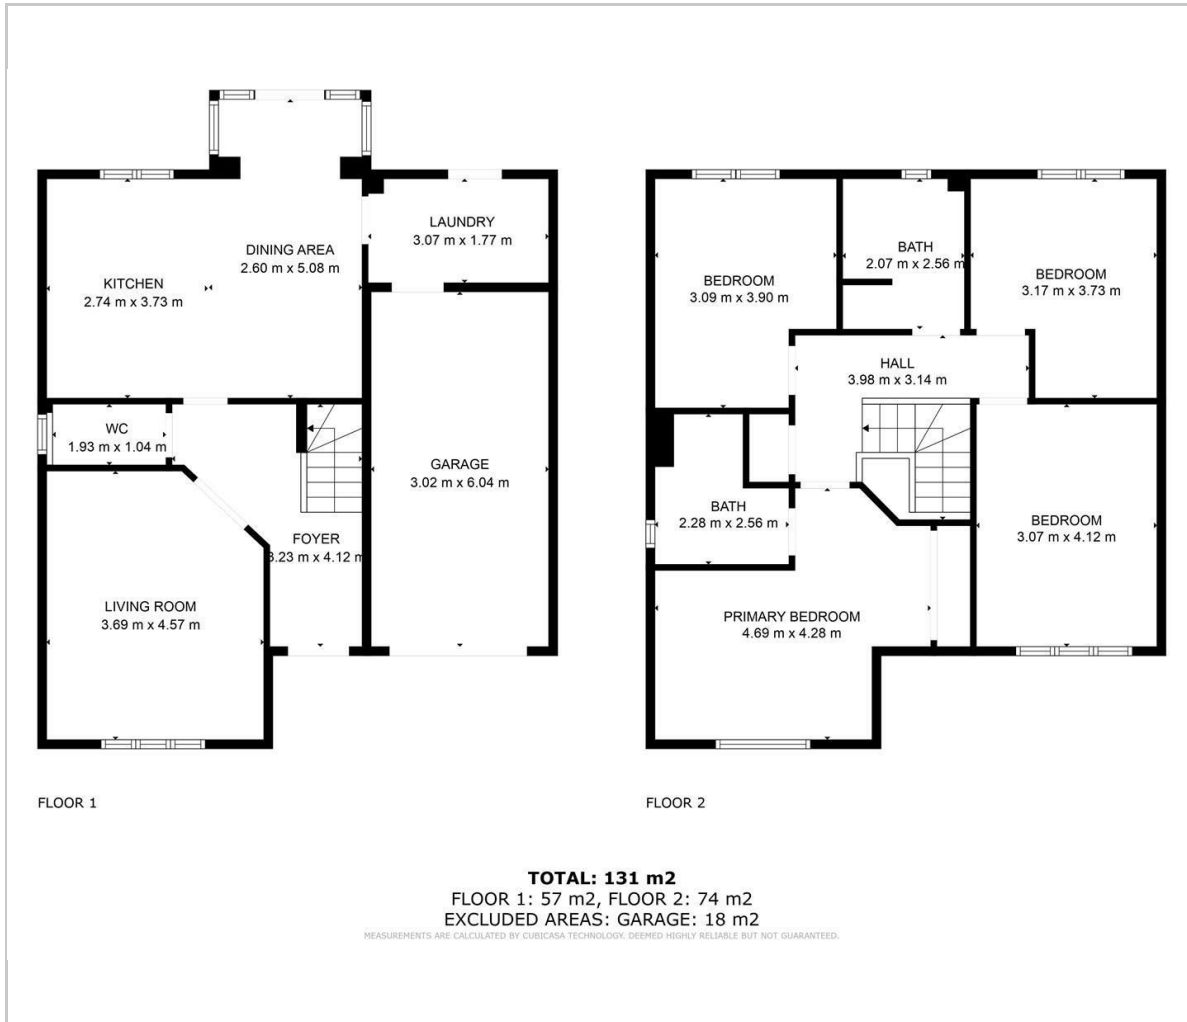 DINING AREA
2.60 m x 5.08 m
KITCHEN
2.74 m x 3.73 m
LAUNDRY
3.07 m x 1.77 m
WC
1.93 m x 1.04 m
GARAGE
3.02 m x 6.04 m
FOYER
3.23 m x 4.12 m
LIVING ROOM
3.69 m x 4.57 m
FLOOR 1
BEDROOM
3.09 m x 3.90 m
BATH
2.07 m x 2.56 m
BEDROOM
3.17 m x 3.73 m
HALL
3.98 m x 3.14 m
BATH
2.28 m x 2.56 m
BEDROOM
3.07 m x 4.12 m
PRIMARY BEDROOM
4.69 m x 4.28 m
FLOOR 2
TOTAL: 131 m2
FLOOR 1: 57 m2, FLOOR 2: 74 m2
EXCLUDED AREAS: GARAGE: 18 m2
MEASUREMENTS ARE CALCULATED BY CUBICASA TECHNOLOGY. DEEMED HIGHLY RELIABLE BUT NOT GUARANTEED.